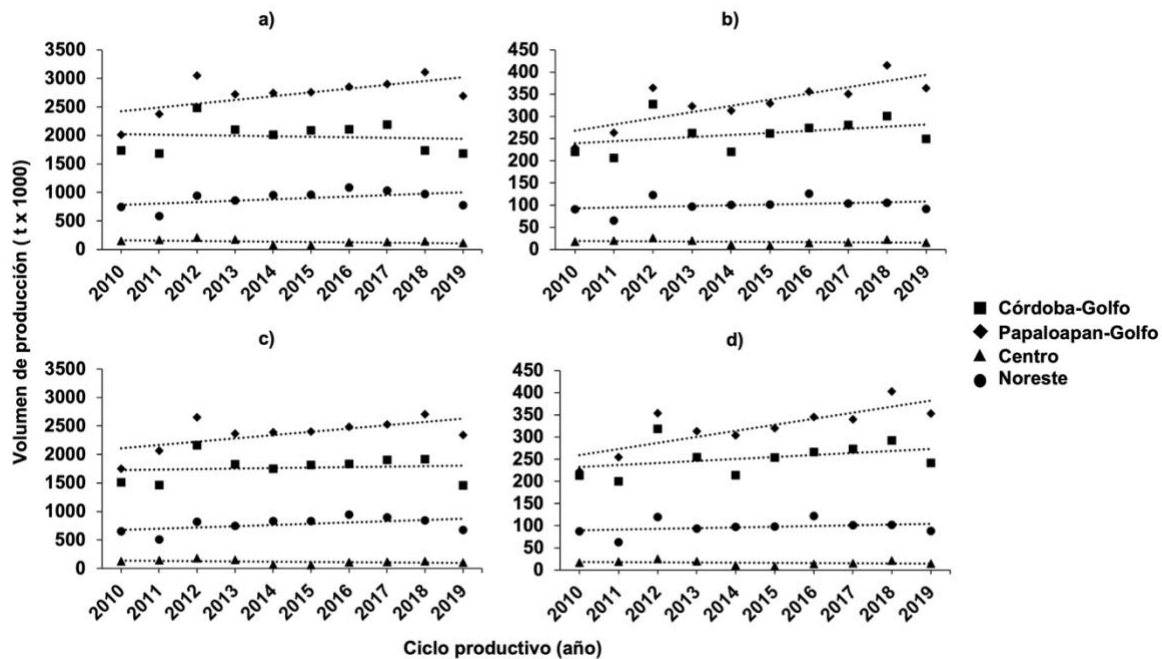 a)
3500
3000
2500
2000
1500
1000
500
0
2010 2011 2012 2013 2014 2015 2016 2017 2018 2019
b)
450
400
350
300
250
200
150
100
50
0
2010 2011 2012 2013 2014 2015 2016 2017 2018 2019
c)
3500
3000
2500
2000
1500
1000
500
0
2010 2011 2012 2013 2014 2015 2016 2017 2018 2019
d)
450
400
350
300
250
200
150
100
50
0
2010 2011 2012 2013 2014 2015 2016 2017 2018 2019
Volumen de producción ( t x 1000)
Ciclo productivo (año)
Córdoba-Golfo
Papaloapan-Golfo
Centro
Noreste